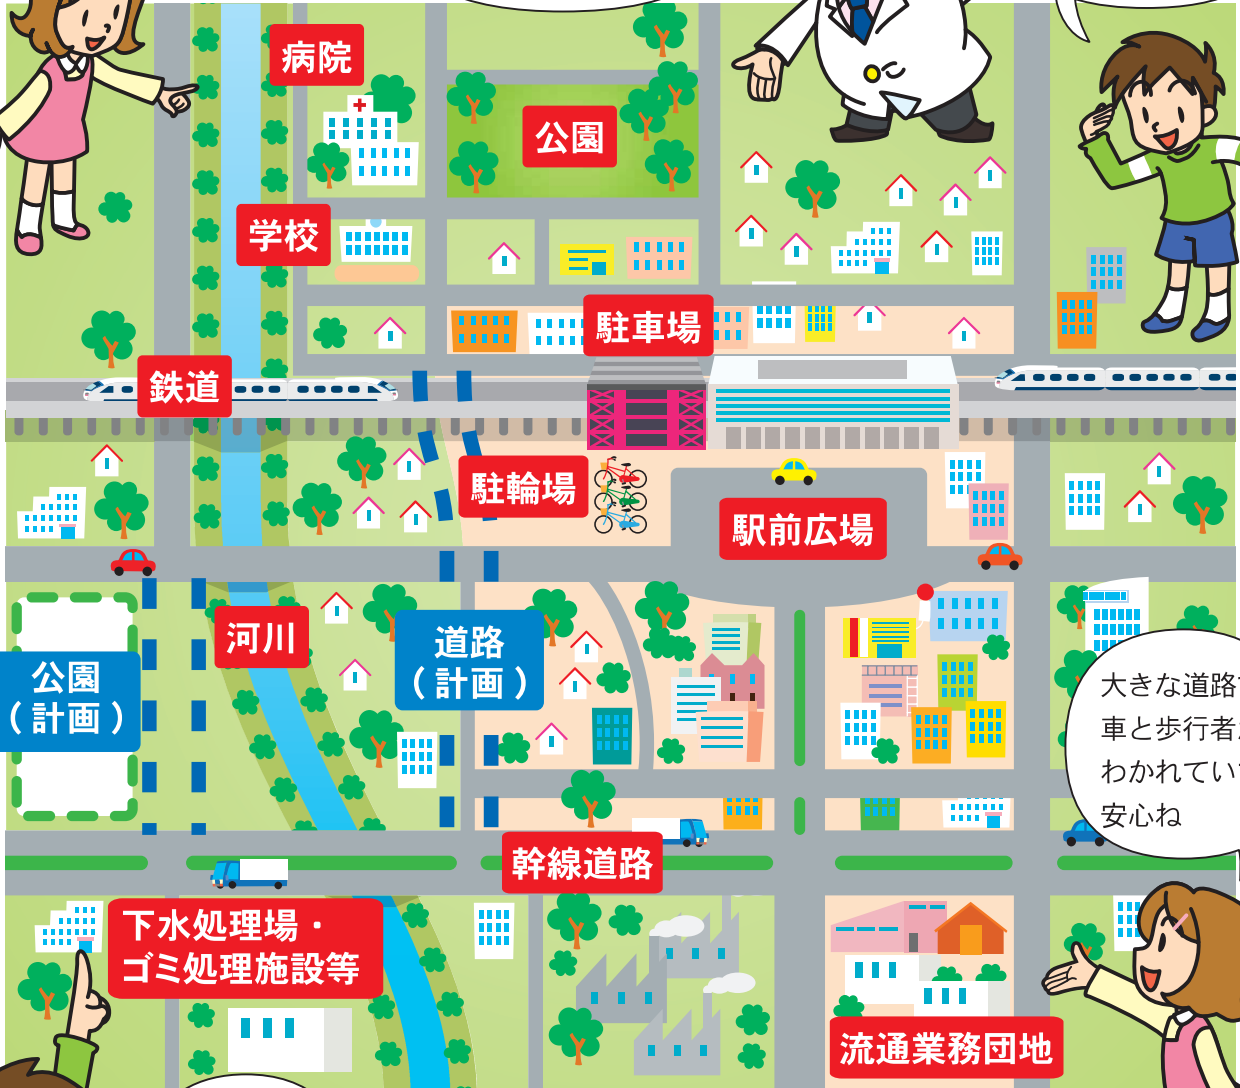 病院
公園
学校
駐車場
鉄道
駐輪場
駅前広場
河川
道路
（計画）
公園
（計画）
大きな道路
車と歩行者
わかれてい
安心ね
幹線道路
下水処理場・
ゴミ処理施設等
流通業務団地